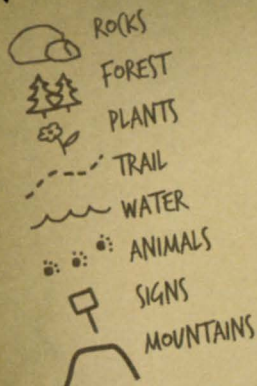 ROCKS
FOREST
PLANTS
TRAIL
WATER
ANIMALS
SIGNS
MOUNTAINS